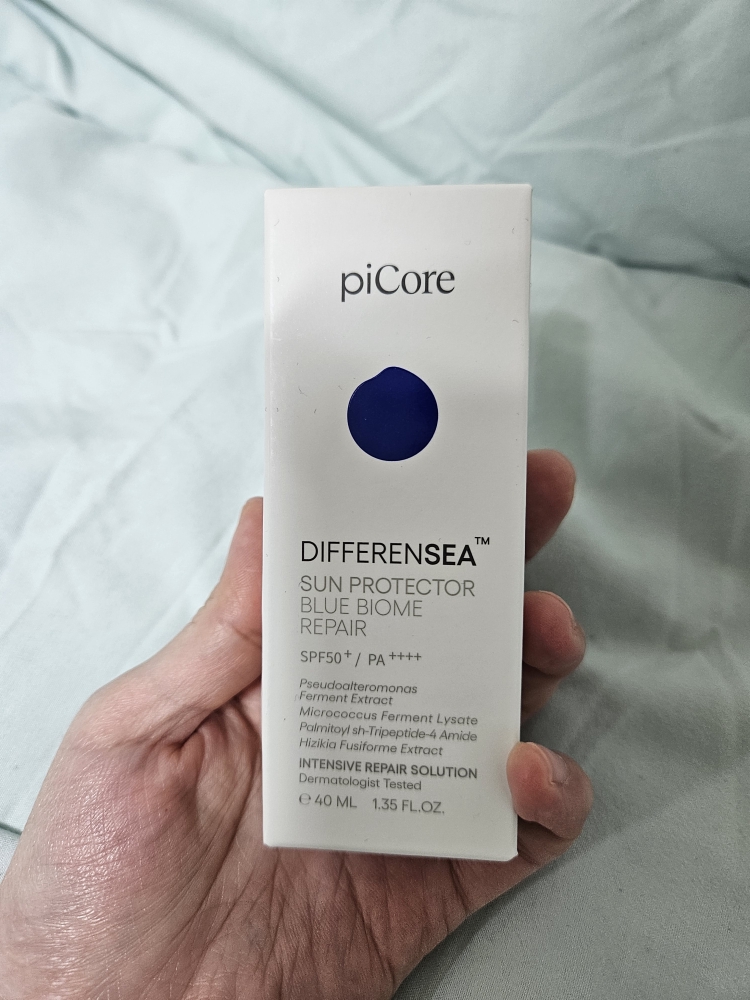 piCore
DIFFERENSEA™
SUN PROTECTOR
BLUE BIOME
REPAIR
SPF50+ / PA ++++
Pseudoalteromonas
Ferment Extract
Micrococcus Ferment Lysate
Palmitoyl sh-Tripeptide-4 Amide
Hizikia Fusiforme Extract
INTENSIVE REPAIR SOLUTION
Dermatologist Tested
℮ 40 ML 1.35 FL.OZ.